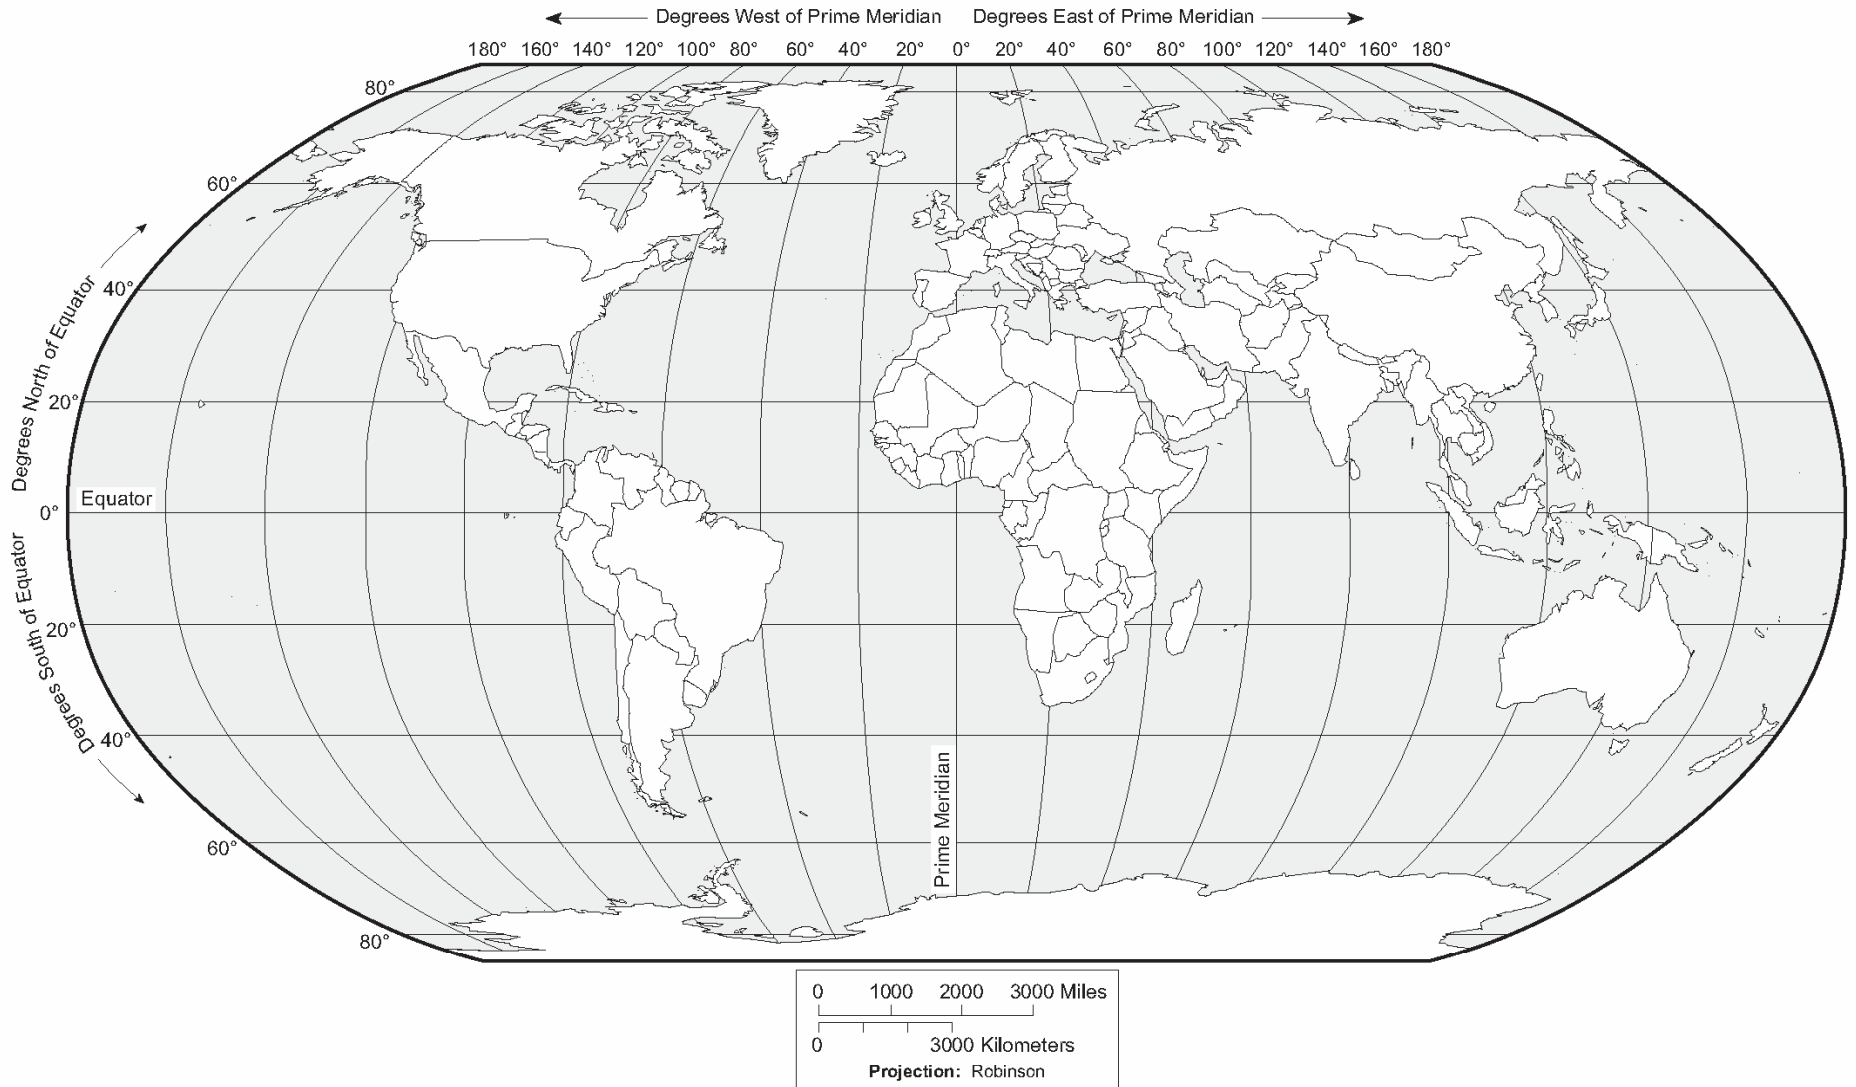 Degrees West of Prime Meridian Degrees East of Prime Meridian
180° 160° 140° 120° 100° 80° 60° 40° 20° 0° 20° 40° 60° 80° 100° 120° 140° 160° 180°
80°
60°
40°
Degrees North of Equator
20°
Equator
0°
Degrees South of Equator
20°
40°
Prime Meridian
60°
80°
0 1000 2000 3000 Miles
0 3000 Kilometers
Projection: Robinson